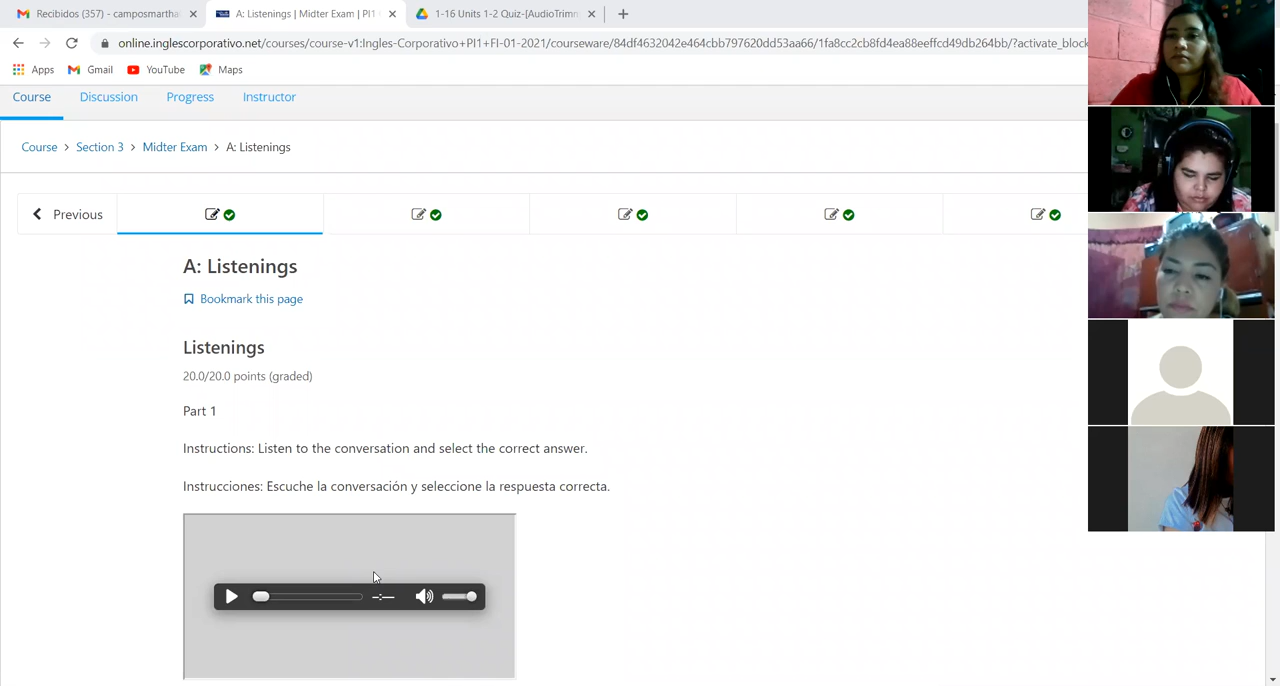 Recibidos (357) - camposmartha
A: Listenings | Midter Exam | PI1
1-16 Units 1-2 Quiz-[AudioTrimm
online.inglescorporativo.net/courses/course-v1:Ingles-Corporativo+PI1+FI-01-2021/courseware/84df4632042e464cbb797620dd53aa66/1fa8cc2cb8fd4ea88eeffcd49db264bb/?activate_block
Apps Gmail YouTube Maps
Course Discussion Progress Instructor
Course > Section 3 > Midter Exam > A: Listenings
Previous
A: Listenings
Bookmark this page
Listenings
20.0/20.0 points (graded)
Part 1
Instructions: Listen to the conversation and select the correct answer.
Instrucciones: Escuche la conversación y seleccione la respuesta correcta.
--:--